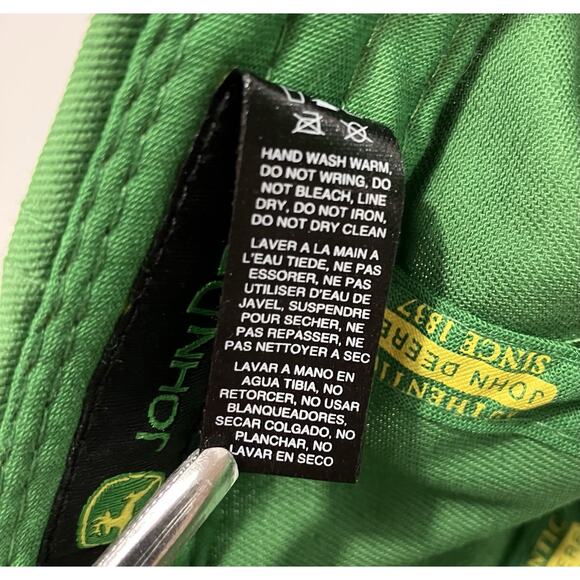 HAND WASH WARM,
DO NOT WRING, DO
NOT BLEACH, LINE
DRY, DO NOT IRON,
DO NOT DRY CLEAN
LAVER A LA MAIN A
L'EAU TIEDE, NE PAS
ESSORER, NE PAS
UTILISER D'EAU DE
JAVEL, SUSPENDRE
POUR SECHER, NE
PAS REPASSER, NE
PAS NETTOYER A SEC
LAVAR A MANO EN
AGUA TIBIA, NO
RETORCER, NO USAR
BLANQUEADORES,
SECAR COLGADO, NO
PLANCHAR, NO
LAVAR EN SECO
JOHN D
JOHN DEERE
SINCE 1837